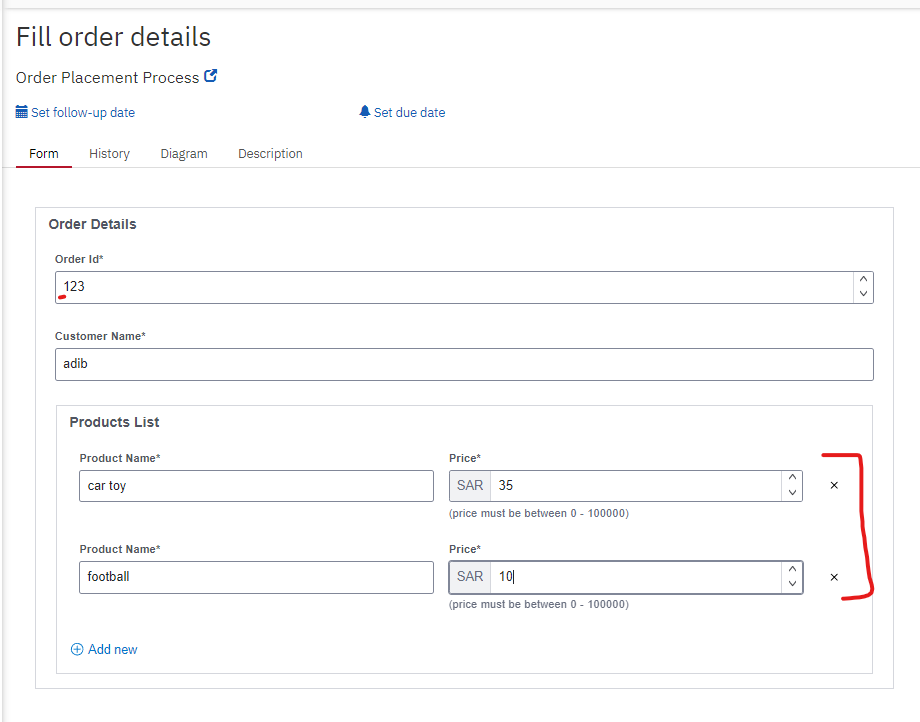 Fill order details
Order Placement Process
Set follow-up date Set due date
Form History Diagram Description
Order Details
Order Id*
123
Customer Name*
adib
Products List
Product Name* Price*
car toy SAR 35 ×
(price must be between 0 - 100000)
Product Name* Price*
football SAR 10 ×
(price must be between 0 - 100000)
Add new